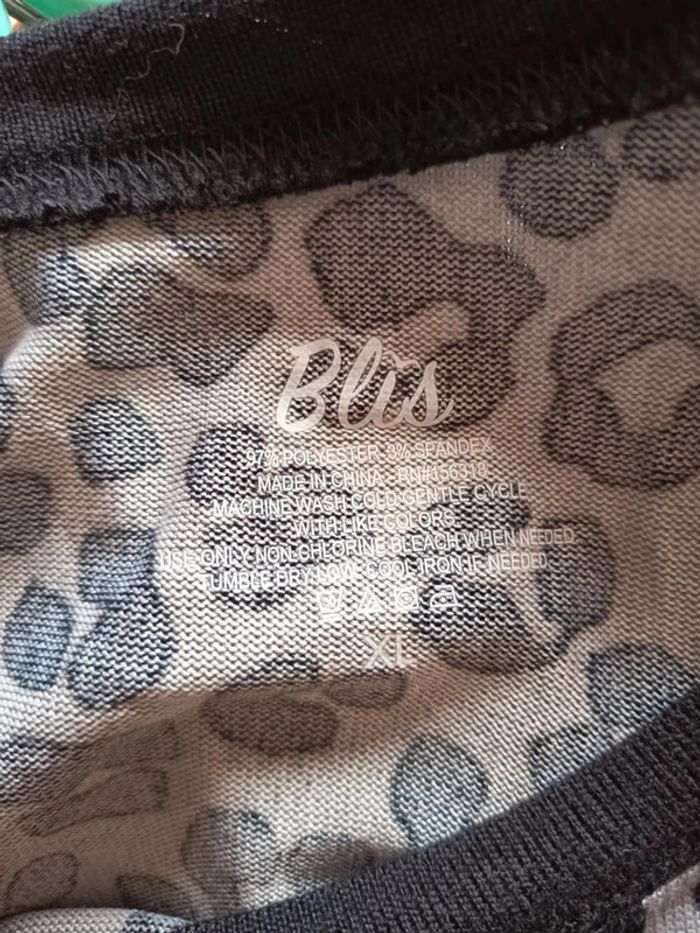 Blis
97% POLYESTER 3% SPANDEX
MADE IN CHINA - RN#156318
MACHINE WASH COLD GENTLE CYCLE
WITH LIKE COLORS.
USE ONLY NON-CHLORINE BLEACH WHEN NEEDED
TUMBLE DRY LOW. COOL IRON IF NEEDED.
XL